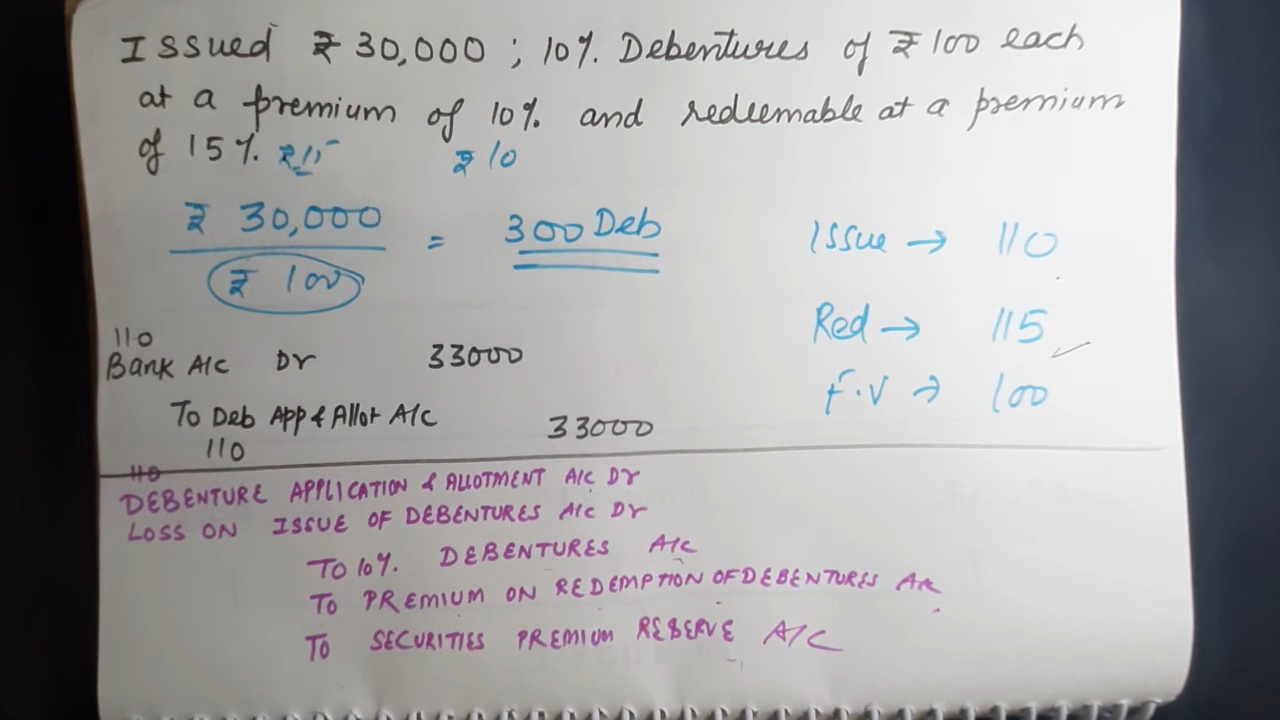 Issued ₹ 30,000 ; 10% Debentures of ₹ 100 each
at a premium of 10% and redeemable at a premium
of 15%. ₹15 ₹ 10
₹ 30,000 = 300 Deb
₹ 100
Issue → 110
Red → 115
F.V → 100
110
Bank A/c Dr 33000
To Deb App & Allot A/c 33000
110
110
DEBENTURE APPLICATION & ALLOTMENT A/C Dr
LOSS ON ISSUE OF DEBENTURES A/C Dr
TO 10%. DEBENTURES A/C
TO PREMIUM ON REDEMPTION OF DEBENTURES A/C
TO SECURITIES PREMIUM RESERVE A/C